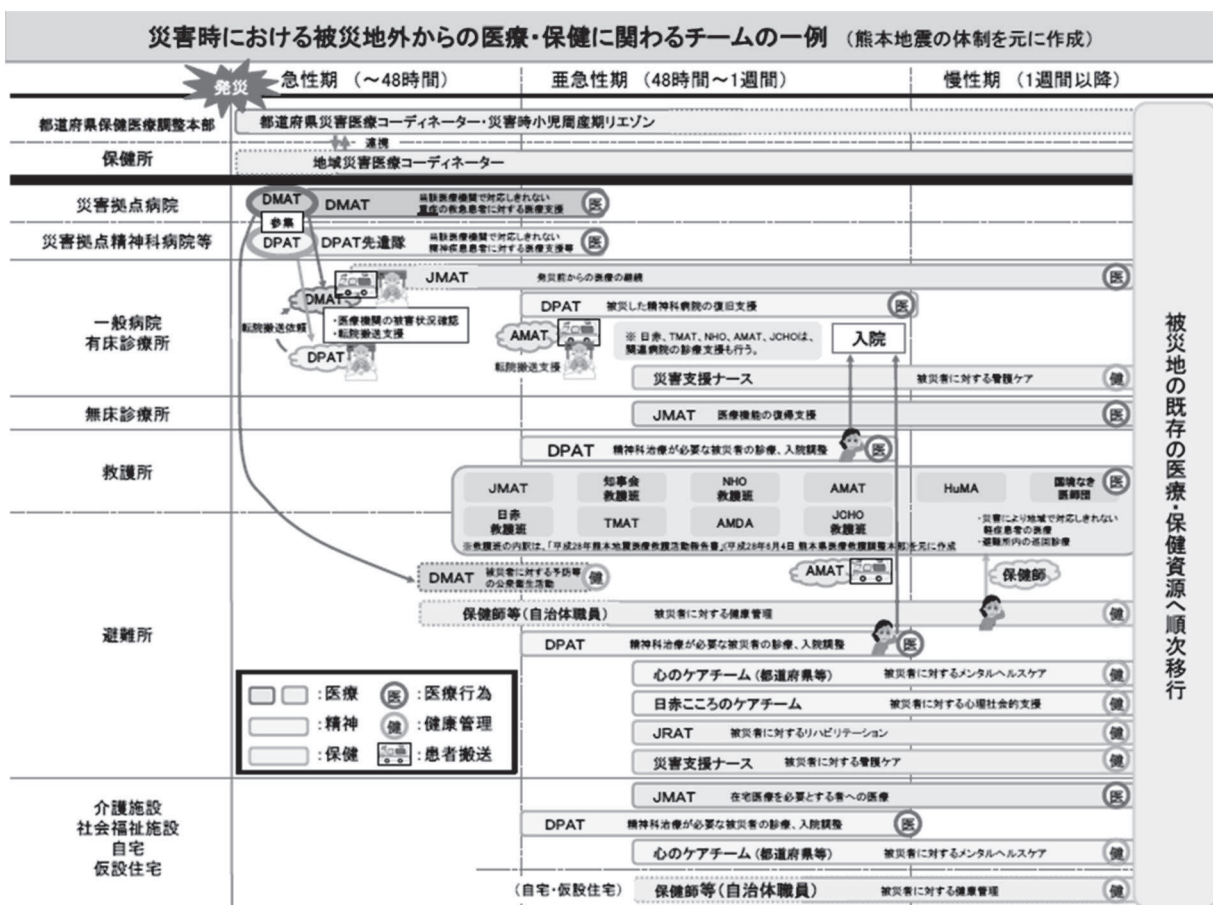 災害時における被災地外からの医療・保健に関わるチームの一例 (熊本地震の体制を元に作成)
発災
急性期 (～48時間)
亜急性期 (48時間～1週間)
慢性期 (1週間以降)
都道府県保健医療調整本部
都道府県災害医療コーディネーター・災害時小児周産期リエゾン
連携
保健所
地域災害医療コーディネーター
災害拠点病院
DMAT
DMAT
当該医療機関で対応しきれない
重症の救急患者に対する医療支援
医
参集
災害拠点精神科病院等
DPAT
DPAT先遣隊
当該医療機関で対応しきれない
精神疾患患者に対する医療支援等
医
一般病院
有床診療所
JMAT
発災前からの医療の継続
医
DMAT
・医療機関の被害状況確認
・転院搬送支援
転院搬送依頼
DPAT
DPAT
被災した精神科病院の復旧支援
医
AMAT
転院搬送支援
※ 日赤、TMAT、NHO、AMAT、JCHOは、
関連病院の診療支援も行う。
入院
災害支援ナース
被災者に対する看護ケア
健
無床診療所
JMAT
医療機能の復帰支援
医
救護所
DPAT
精神科治療が必要な被災者の診療、入院調整
医
JMAT
知事会
救護班
NHO
救護班
AMAT
HuMA
国境なき
医師団
医
日赤
救護班
TMAT
AMDA
JCHO
救護班
・災害により地域で対応しきれない
軽症患者の医療
・避難所内の巡回診療
※救護班の内訳は、「平成28年熊本地震医療救護活動報告書」(平成28年6月4日 熊本県医療救護調整本部)を元に作成
避難所
DMAT
被災者に対する予防等
の公衆衛生活動
健
AMAT
保健師
保健師等(自治体職員)
被災者に対する健康管理
健
DPAT
精神科治療が必要な被災者の診療、入院調整
医
心のケアチーム (都道府県等)
被災者に対するメンタルヘルスケア
健
日赤こころのケアチーム
被災者に対する心理社会的支援
健
JRAT
被災者に対するリハビリテーション
健
災害支援ナース
被災者に対する看護ケア
健
:医療
医
:医療行為
:精神
健
:健康管理
:保健
:患者搬送
介護施設
社会福祉施設
自宅
仮設住宅
JMAT
在宅医療を必要とする者への医療
医
DPAT
精神科治療が必要な被災者の診療、入院調整
医
心のケアチーム (都道府県等)
被災者に対するメンタルヘルスケア
健
(自宅・仮設住宅)
保健師等(自治体職員)
被災者に対する健康管理
健
被災地の既存の医療・保健資源へ順次移行